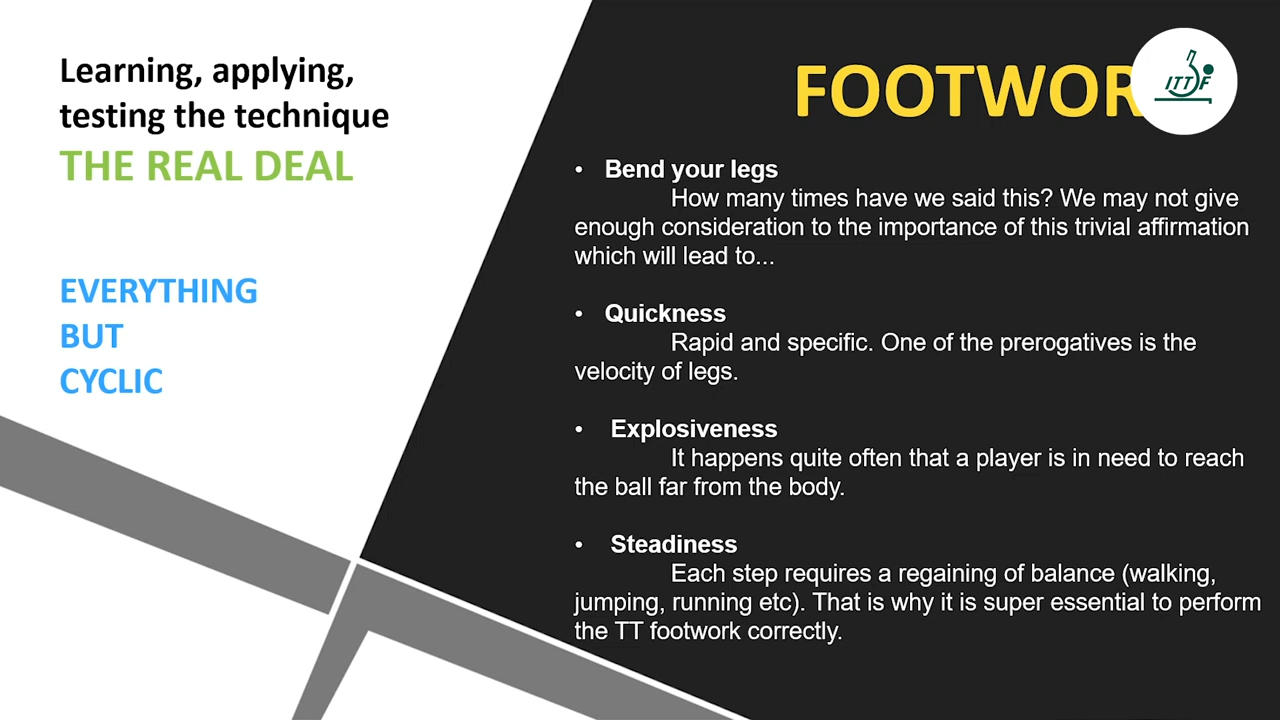 Learning, applying,
testing the technique
THE REAL DEAL
EVERYTHING
BUT
CYCLIC
FOOTWOR
ITTF
• Bend your legs
How many times have we said this? We may not give
enough consideration to the importance of this trivial affirmation
which will lead to...
• Quickness
Rapid and specific. One of the prerogatives is the
velocity of legs.
• Explosiveness
It happens quite often that a player is in need to reach
the ball far from the body.
• Steadiness
Each step requires a regaining of balance (walking,
jumping, running etc). That is why it is super essential to perform
the TT footwork correctly.